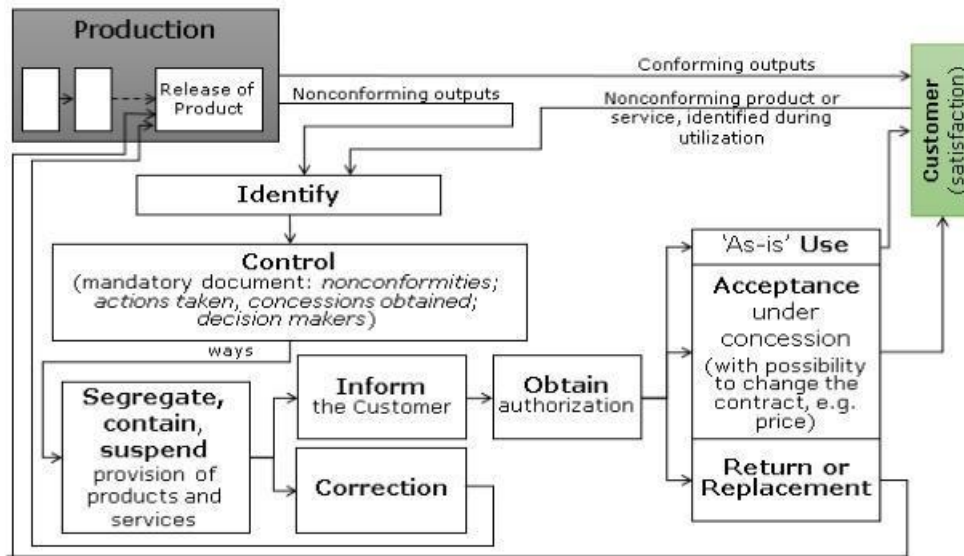 Production
Release of
Product
Conforming outputs
Nonconforming outputs
Nonconforming product or
service, identified during
utilization
Customer
(satisfaction)
Identify
Control
(mandatory document: nonconformities;
actions taken, concessions obtained;
decision makers)
ways
Segregate,
contain,
suspend
provision of
products and
services
Inform
the Customer
Correction
Obtain
authorization
'As-is' Use
Acceptance
under
concession
(with possibility
to change the
contract, e.g.
price)
Return or
Replacement